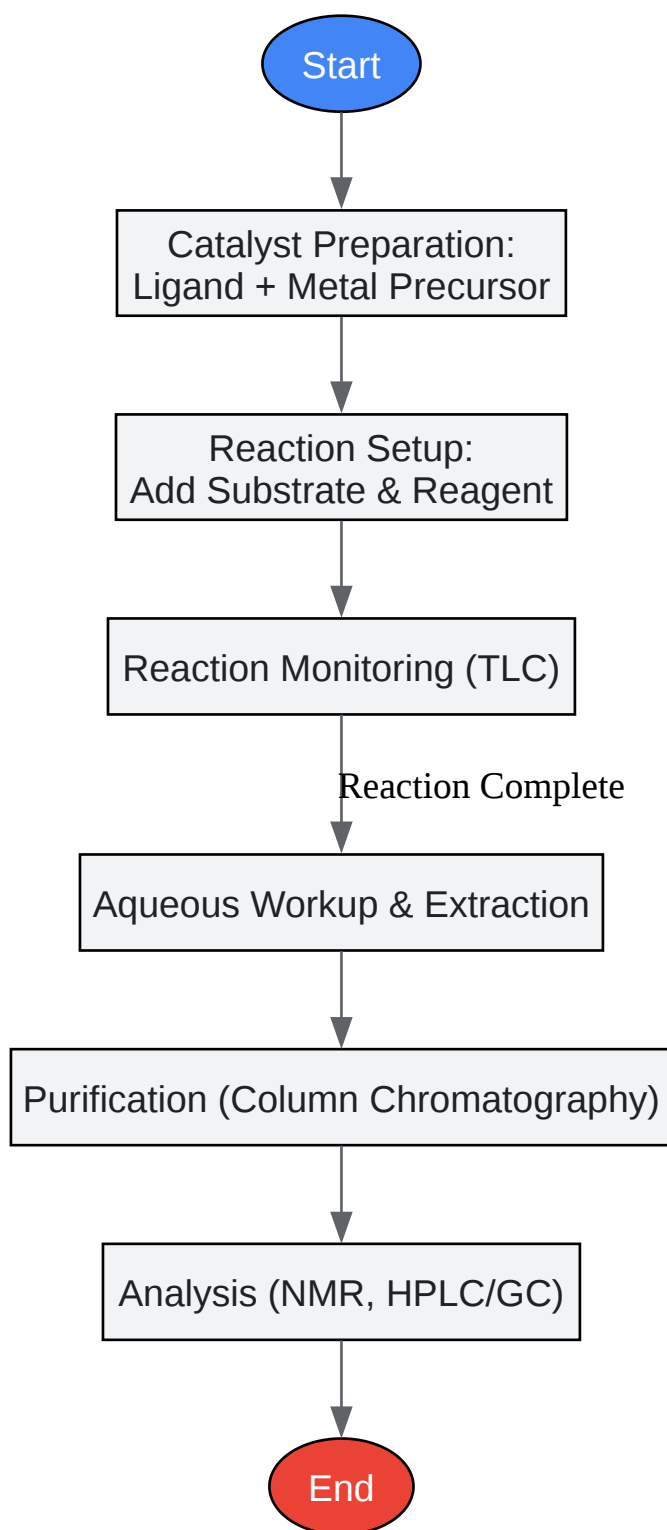 Start
Catalyst Preparation:
Ligand + Metal Precursor
Reaction Setup:
Add Substrate & Reagent
Reaction Monitoring (TLC)
Reaction Complete
Aqueous Workup & Extraction
Purification (Column Chromatography)
Analysis (NMR, HPLC/GC)
End